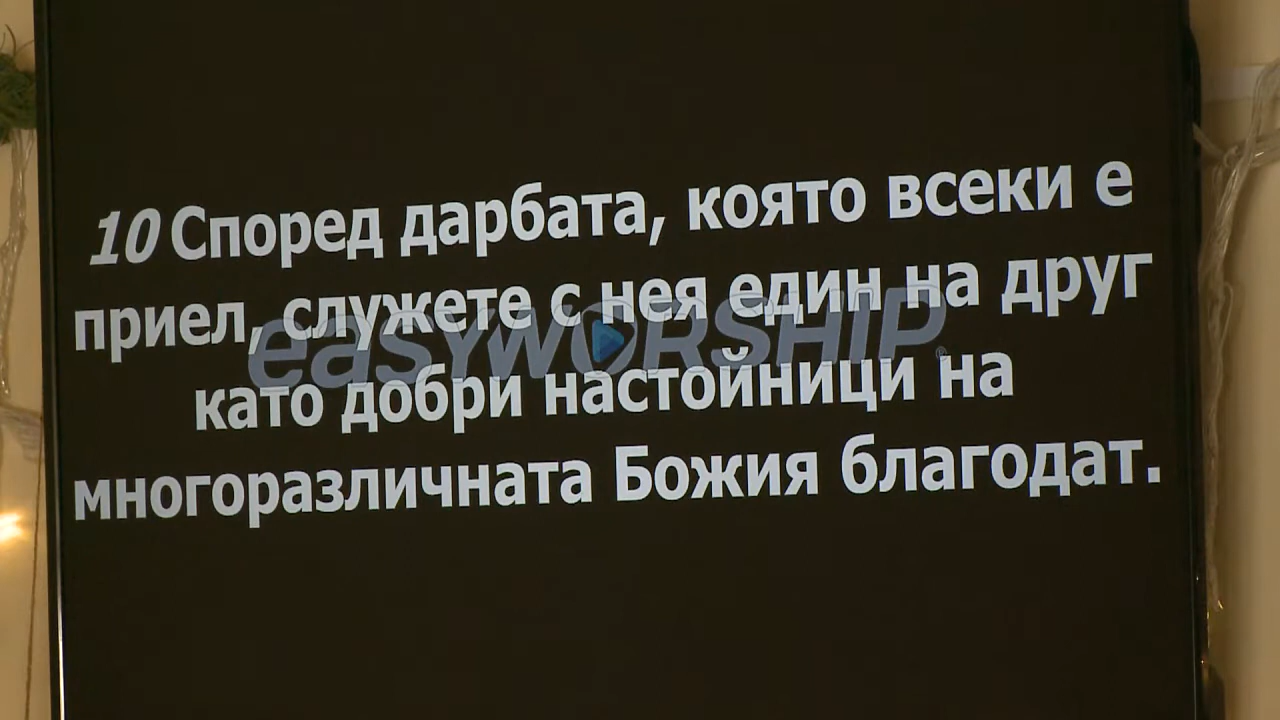 10 Според дарбата, която всеки е
приел, служете с нея един на друг
easyWORSHIP®
като добри настойници на
многоразличната Божия благодат.